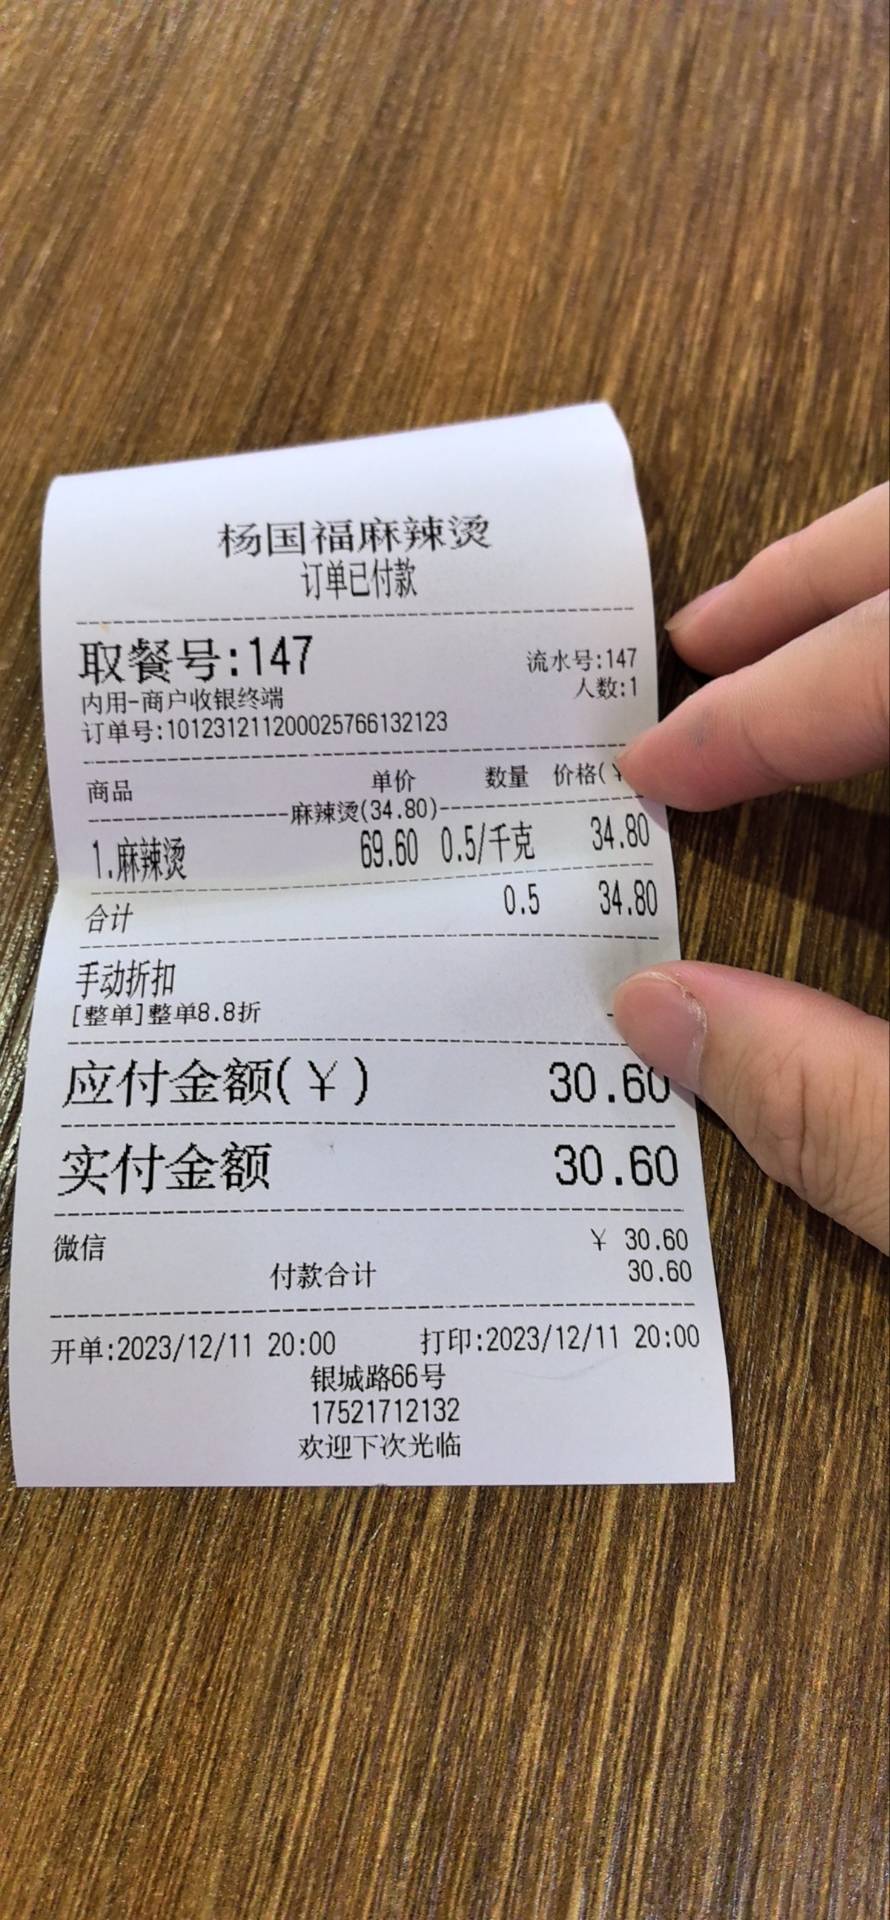 杨国福麻辣烫
订单已付款
取餐号:147
流水号:147
内用-商户收银终端
人数:1
订单号:101231211200025766132123
商品 单价 数量 价格(¥
麻辣烫(34.80)
1.麻辣烫 69.60 0.5/千克 34.80
合计 0.5 34.80
手动折扣
[整单]整单8.8折 -
应付金额(¥) 30.60
实付金额 30.60
微信 ¥ 30.60
付款合计 30.60
开单:2023/12/11 20:00 打印:2023/12/11 20:00
银城路66号
17521712132
欢迎下次光临